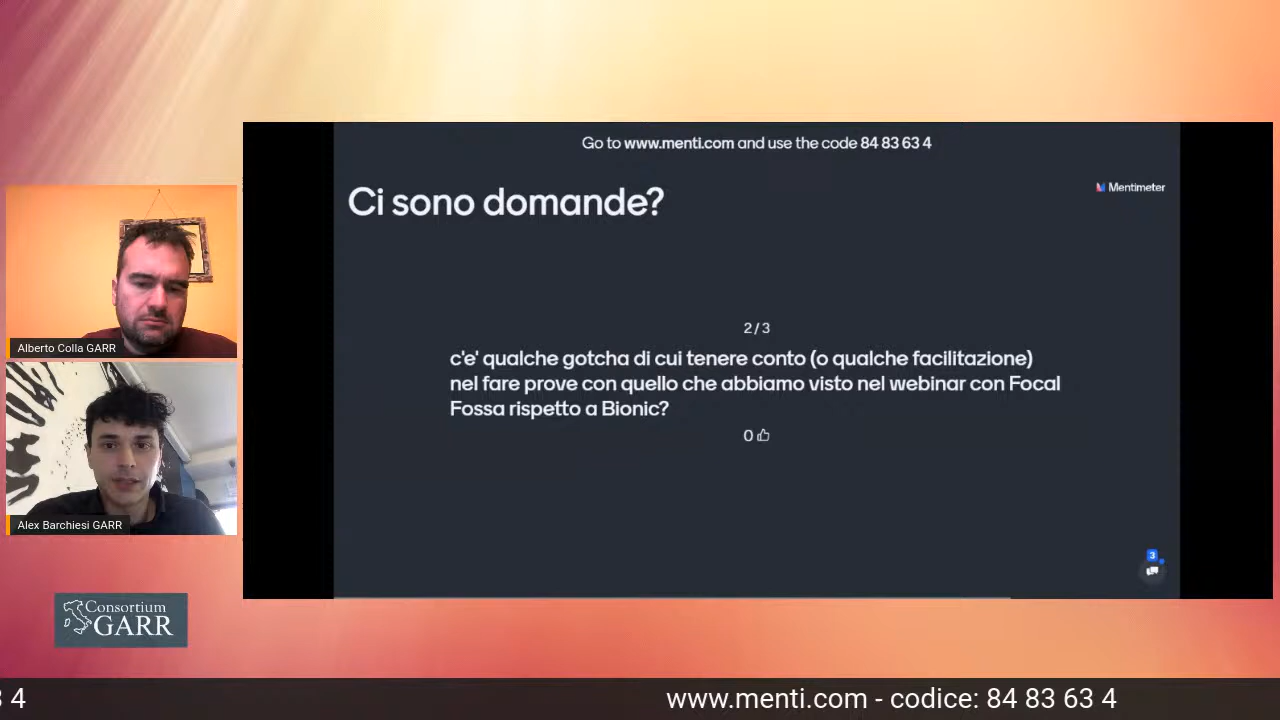 Go to www.menti.com and use the code 84 83 63 4
Mentimeter
Ci sono domande?
2 / 3
c'e' qualche gotcha di cui tenere conto (o qualche facilitazione)
nel fare prove con quello che abbiamo visto nel webinar con Focal
Fossa rispetto a Bionic?
0
3
Alberto Colla GARR
Alex Barchiesi GARR
Consortium
GARR
3 4
www.menti.com - codice: 84 83 63 4